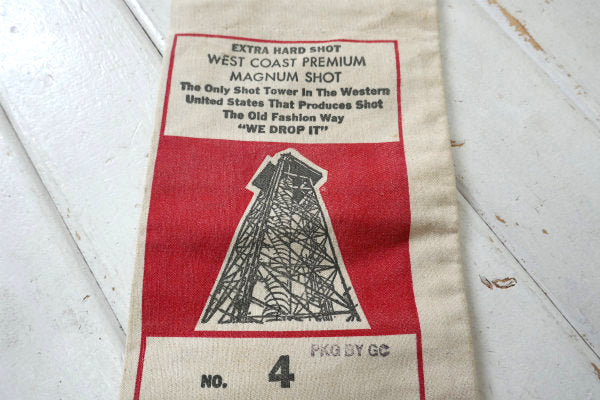 EXTRA HARD SHOT
WEST COAST PREMIUM
MAGNUM SHOT
The Only Shot Tower In The Western
United States That Produces Shot
The Old Fashion Way
"WE DROP IT"
PKG BY GC
NO. 4